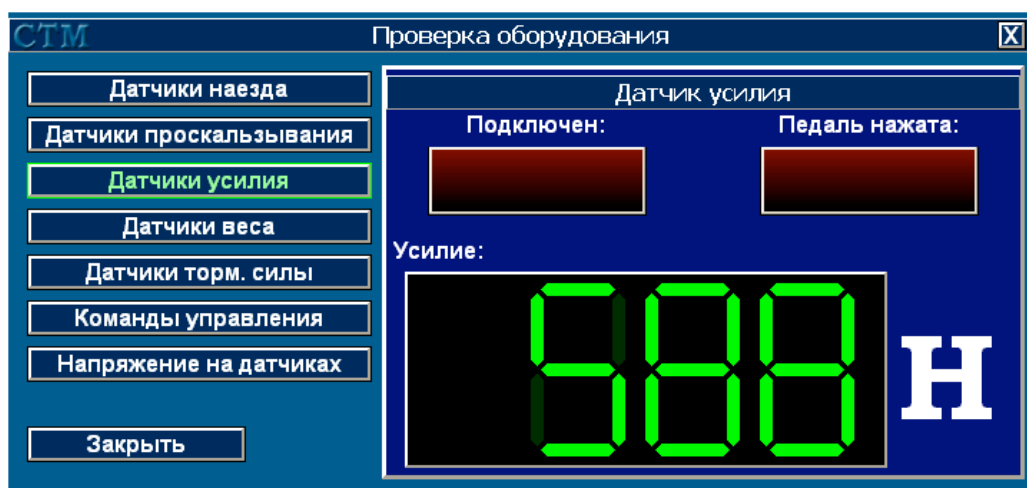 СТМ Проверка оборудования X
Датчики наезда
Датчики проскальзывания
Датчики усилия
Датчики веса
Датчики торм. силы
Команды управления
Напряжение на датчиках
Закрыть
Датчик усилия
Подключен: Педаль нажата:
Усилие:
588 Н